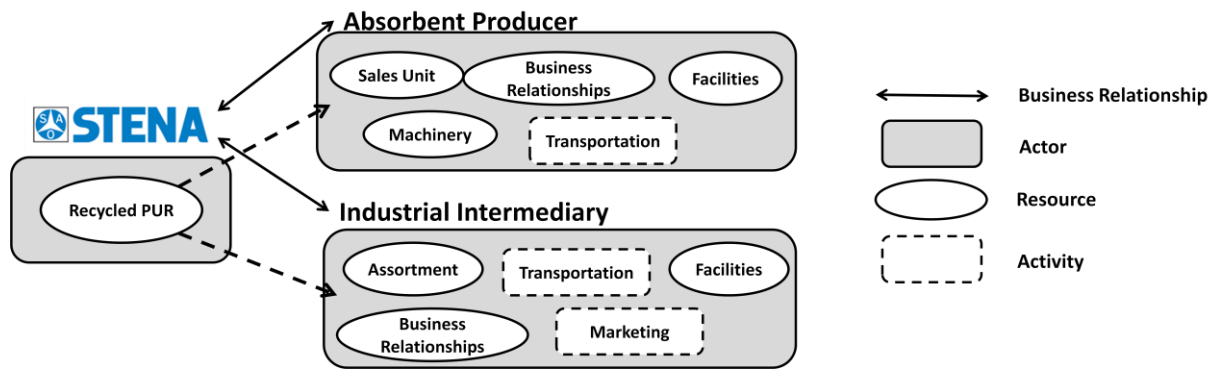 Absorbent Producer
Sales Unit
Business
Relationships
Facilities
Machinery
Transportation
S A O
STENA
Recycled PUR
Industrial Intermediary
Assortment
Transportation
Facilities
Business
Relationships
Marketing
Business Relationship
Actor
Resource
Activity